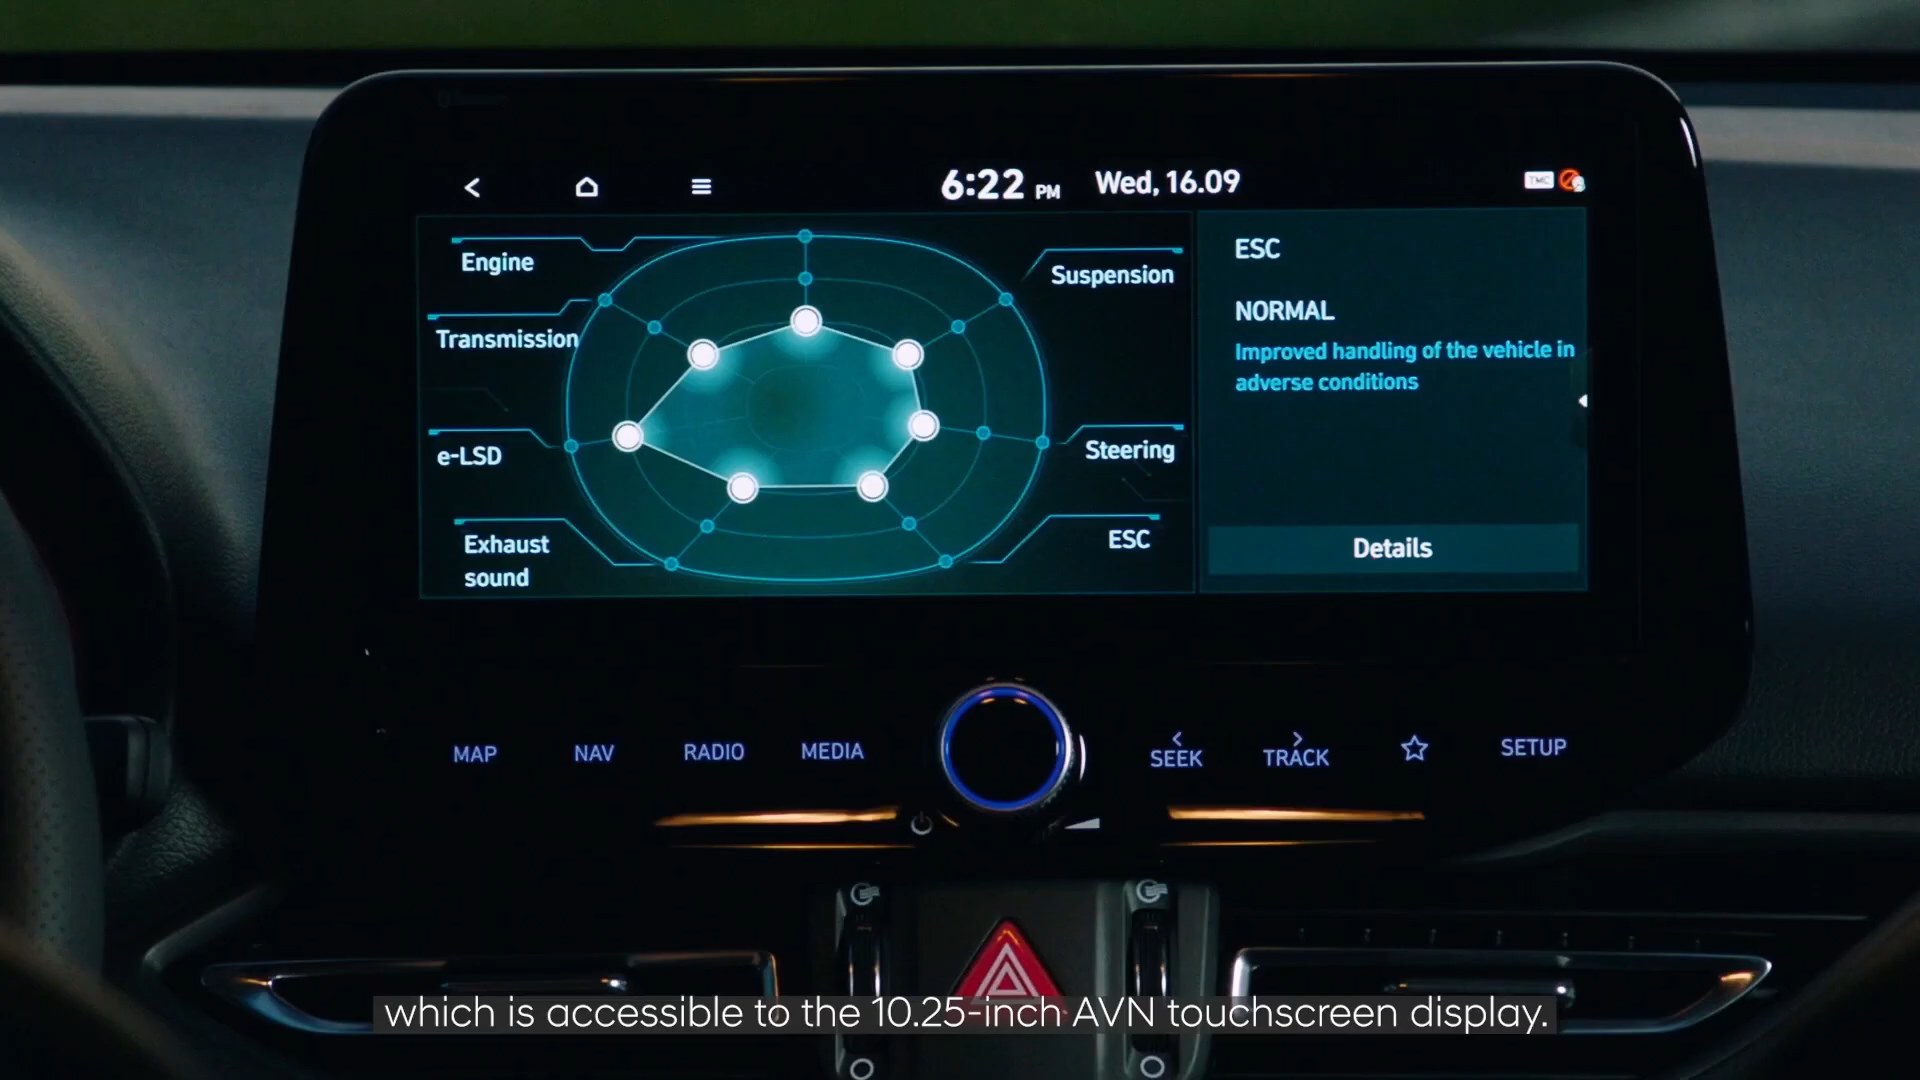 6:22 PM Wed, 16.09
TMC
Engine
Suspension
Transmission
e-LSD
Steering
Exhaust
sound
ESC
ESC
NORMAL
Improved handling of the vehicle in
adverse conditions
Details
MAP NAV RADIO MEDIA SEEK TRACK SETUP
which is accessible to the 10.25-inch AVN touchscreen display.